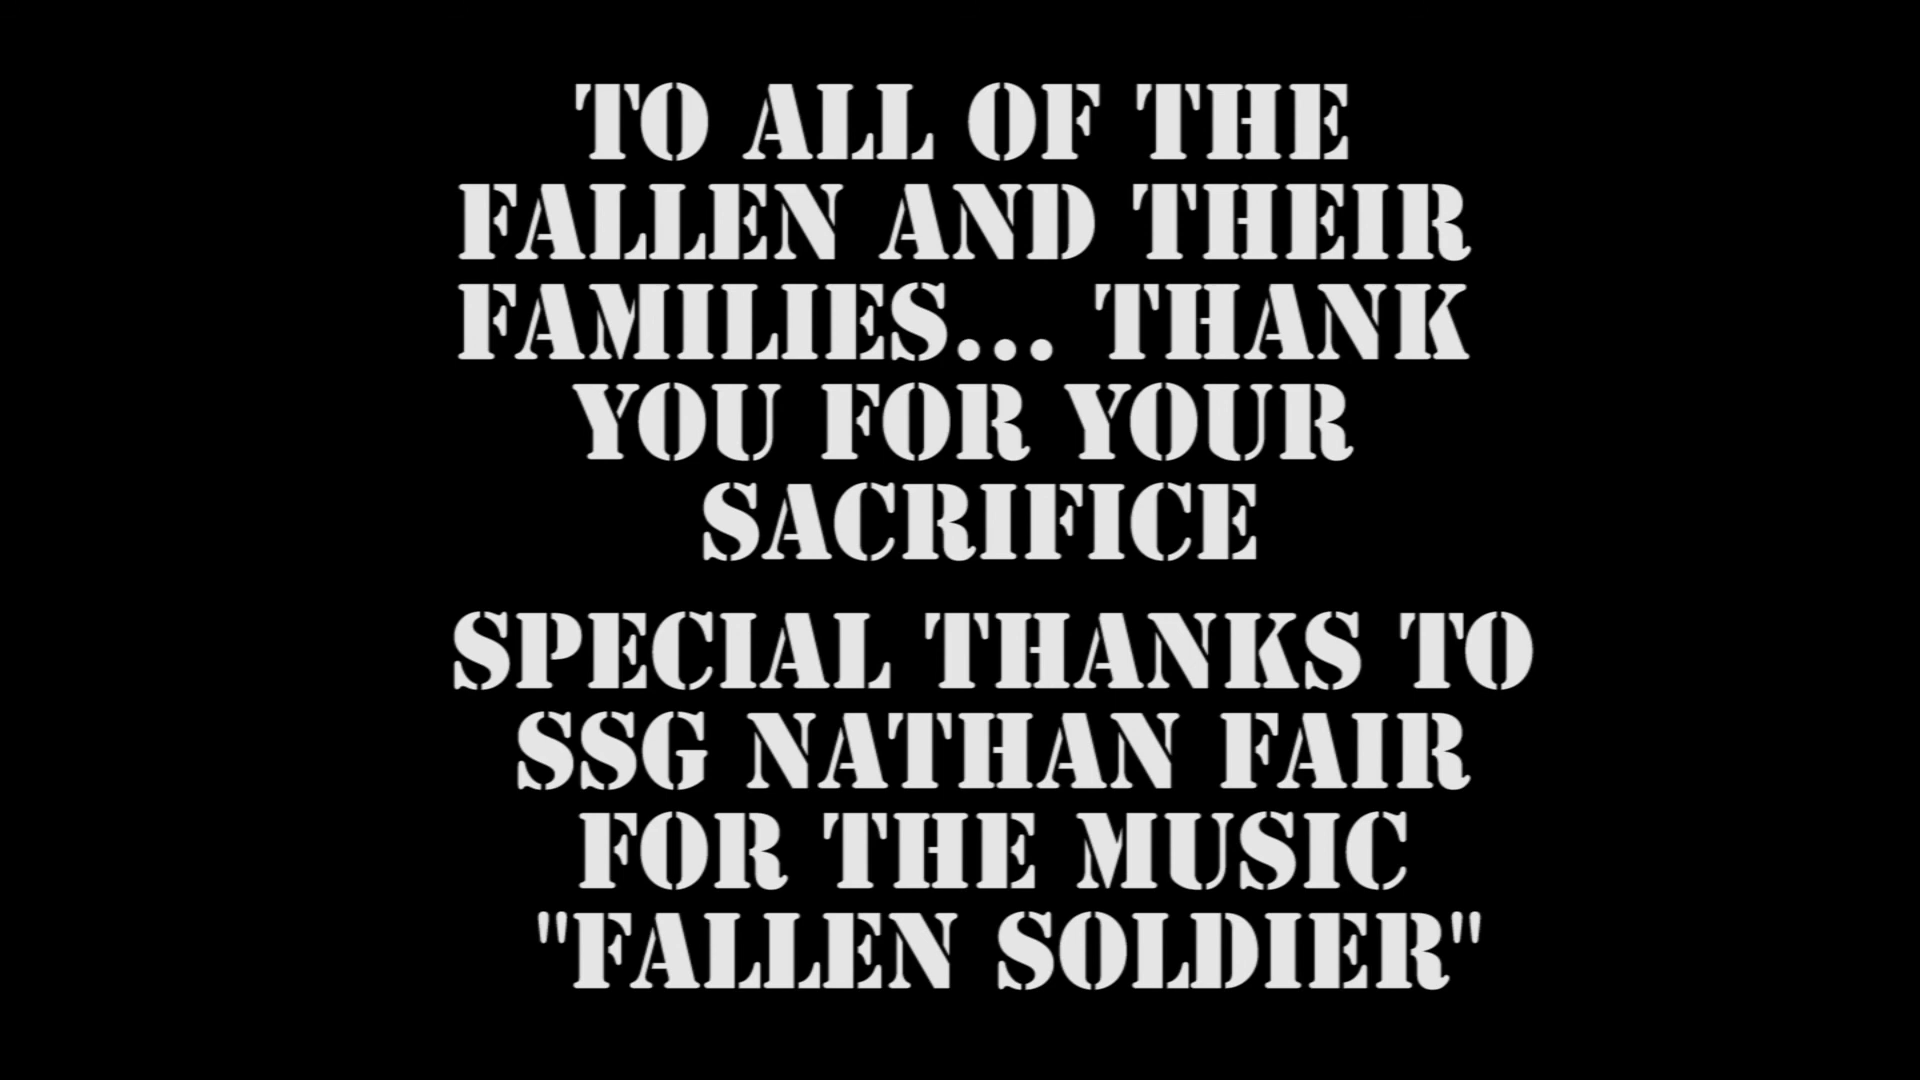 TO ALL OF THE
FALLEN AND THEIR
FAMILIES... THANK
YOU FOR YOUR
SACRIFICE
SPECIAL THANKS TO
SSG NATHAN FAIR
FOR THE MUSIC
"FALLEN SOLDIER"